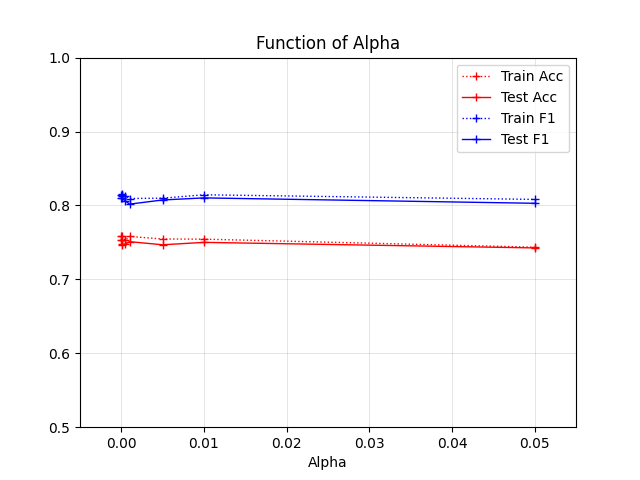 Function of Alpha
1.0
0.9
0.8
0.7
0.6
0.5
Train Acc
Test Acc
Train F1
Test F1
0.00 0.01 0.02 0.03 0.04 0.05
Alpha